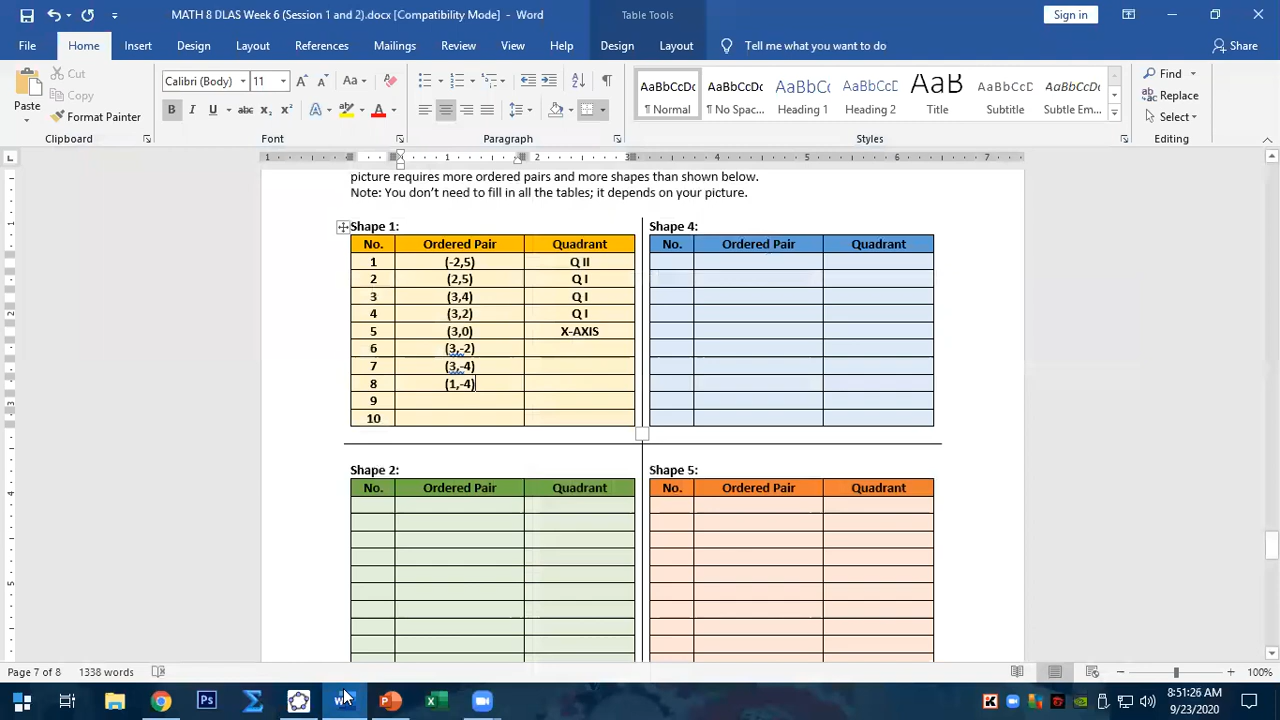 MATH 8 DLAS Week 6 (Session 1 and 2).docx [Compatibility Mode] - Word
Table Tools
Sign in
File Home Insert Design Layout References Mailings Review View Help Design Layout Tell me what you want to do Share
Paste
Cut
Copy
Format Painter
Clipboard
Calibri (Body) 11
Font
Paragraph
AaBbCcDc
¶ Normal
AaBbCcDc
¶ No Spac...
AaBbCc
Heading 1
AaBbCcD
Heading 2
AaB
Title
AaBbCcD
Subtitle
AaBbCcDc
Subtle Em...
Styles
Find
Replace
Select
Editing
picture requires more ordered pairs and more shapes than shown below.
Note: You don't need to fill in all the tables; it depends on your picture.
Shape 1:
No. Ordered Pair Quadrant
1 (-2,5) Q II
2 (2,5) Q I
3 (3,4) Q I
4 (3,2) Q I
5 (3,0) X-AXIS
6 (3,-2)
7 (3,-4)
8 (1,-4)
9
10
Shape 4:
No. Ordered Pair Quadrant
Shape 2:
No. Ordered Pair Quadrant
Shape 5:
No. Ordered Pair Quadrant
Page 7 of 8 1338 words 100%
8:51:26 AM
9/23/2020